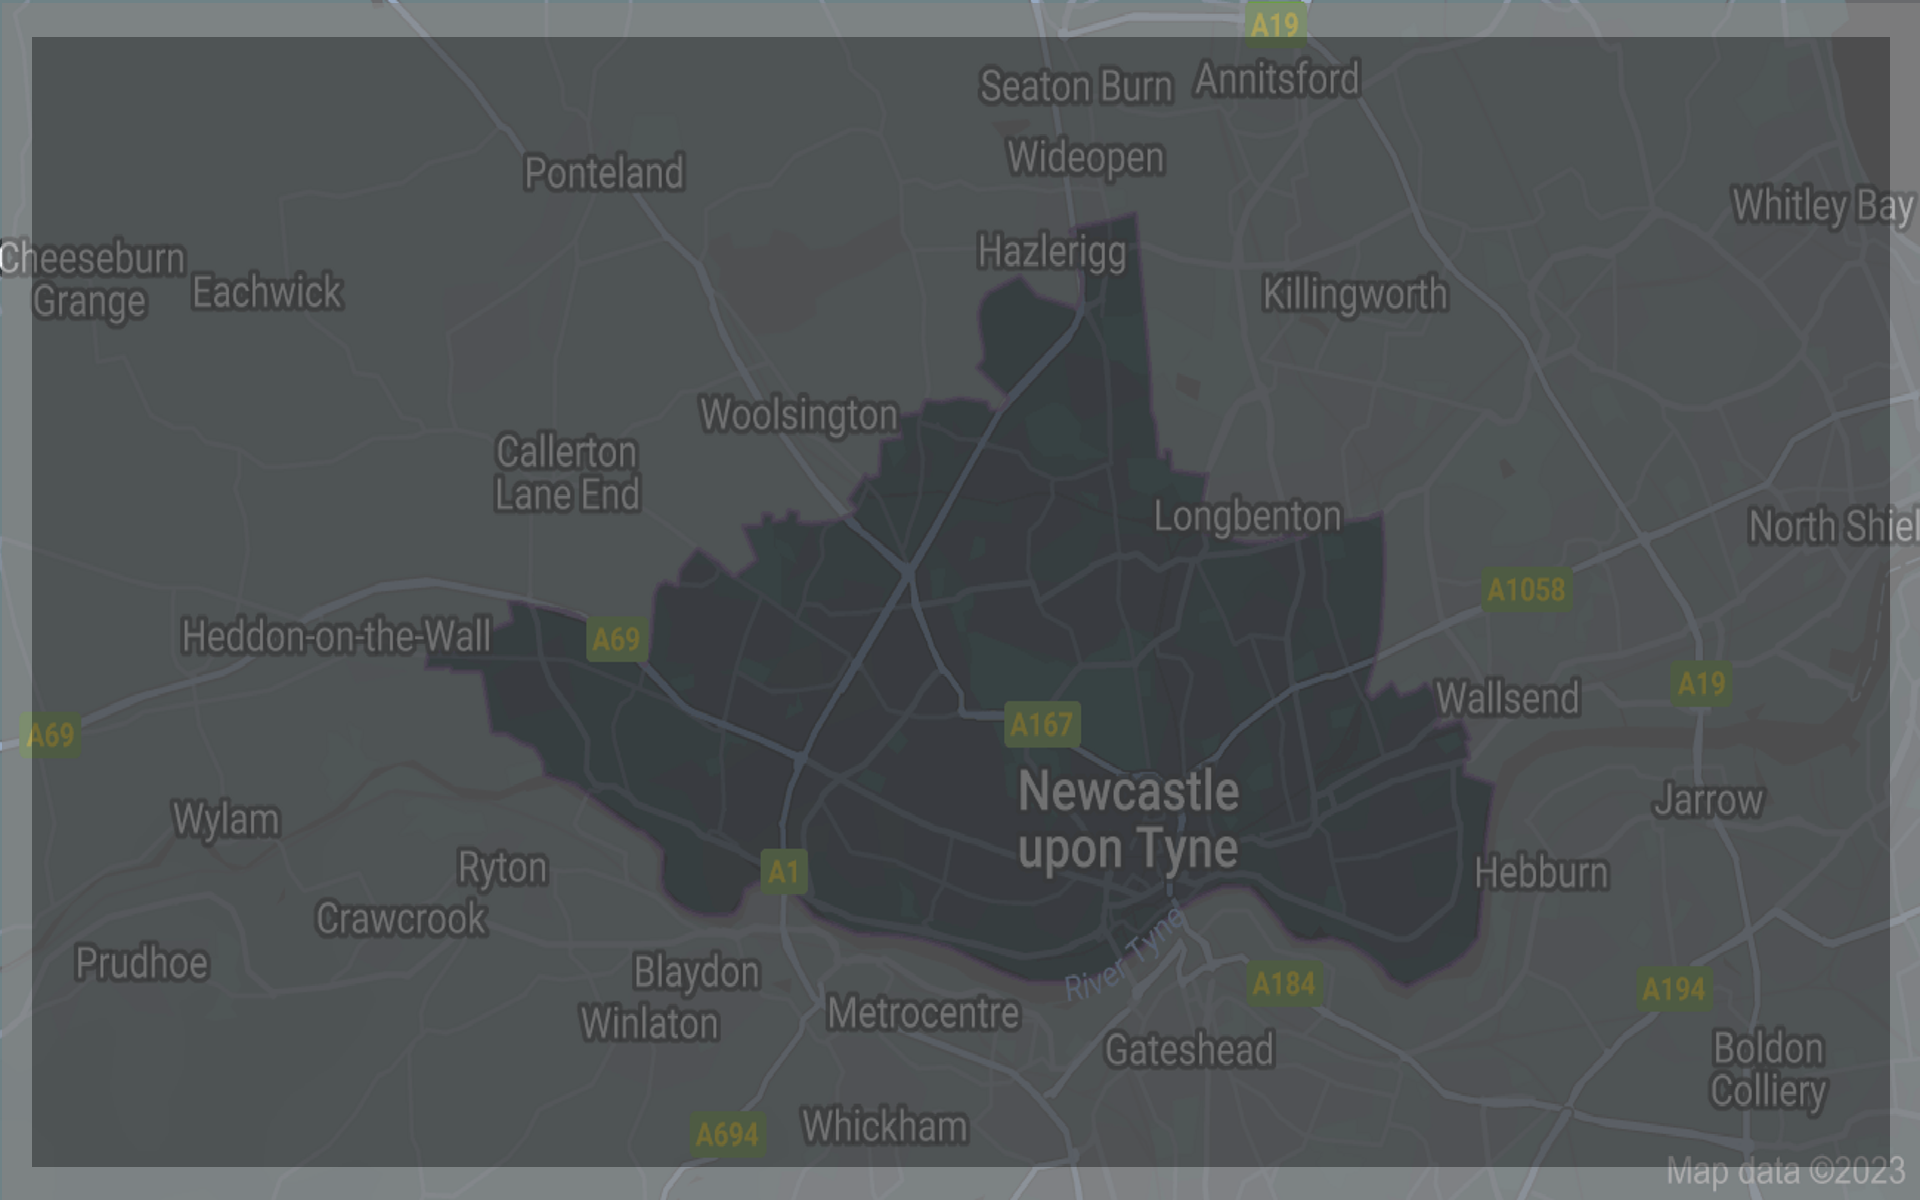 A19
Seaton Burn
Annitsford
Wideopen
Ponteland
Whitley Bay
Hazlerigg
Cheeseburn
Grange
Eachwick
Killingworth
Woolsington
Callerton
Lane End
Longbenton
North Shiel
A1058
Heddon-on-the-Wall
A69
Wallsend
A19
A69
A167
Newcastle
upon Tyne
Wylam
Jarrow
Ryton
A1
Hebburn
Crawcrook
River Tyne
Prudhoe
Blaydon
A184
A194
Winlaton
Metrocentre
Gateshead
Boldon
Colliery
A694
Whickham
Map data ©2023